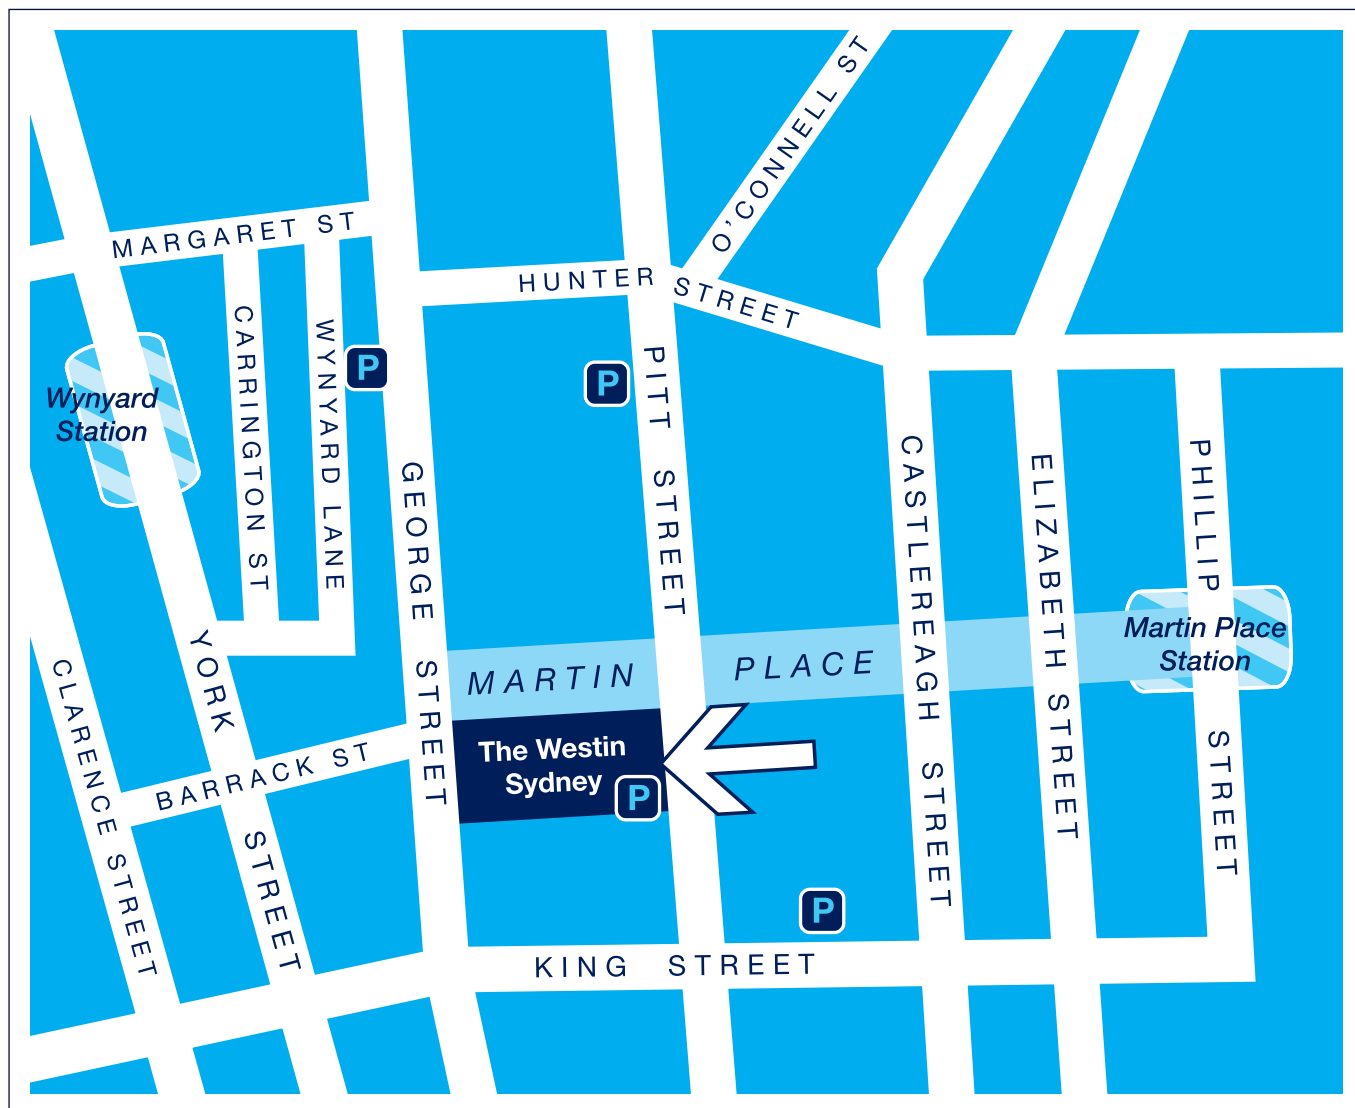 O'CONNELL ST
MARGARET ST
HUNTER STREET
CARRINGTON ST
WYNYARD LANE
P
P
PITT STREET
Wynyard
Station
GEORGE STREET
CASTLEREAGH STREET
ELIZABETH STREET
PHILLIP STREET
Martin Place
Station
MARTIN PLACE
YORK STREET
CLARENCE STREET
BARRACK ST
The Westin
Sydney
P
P
KING STREET